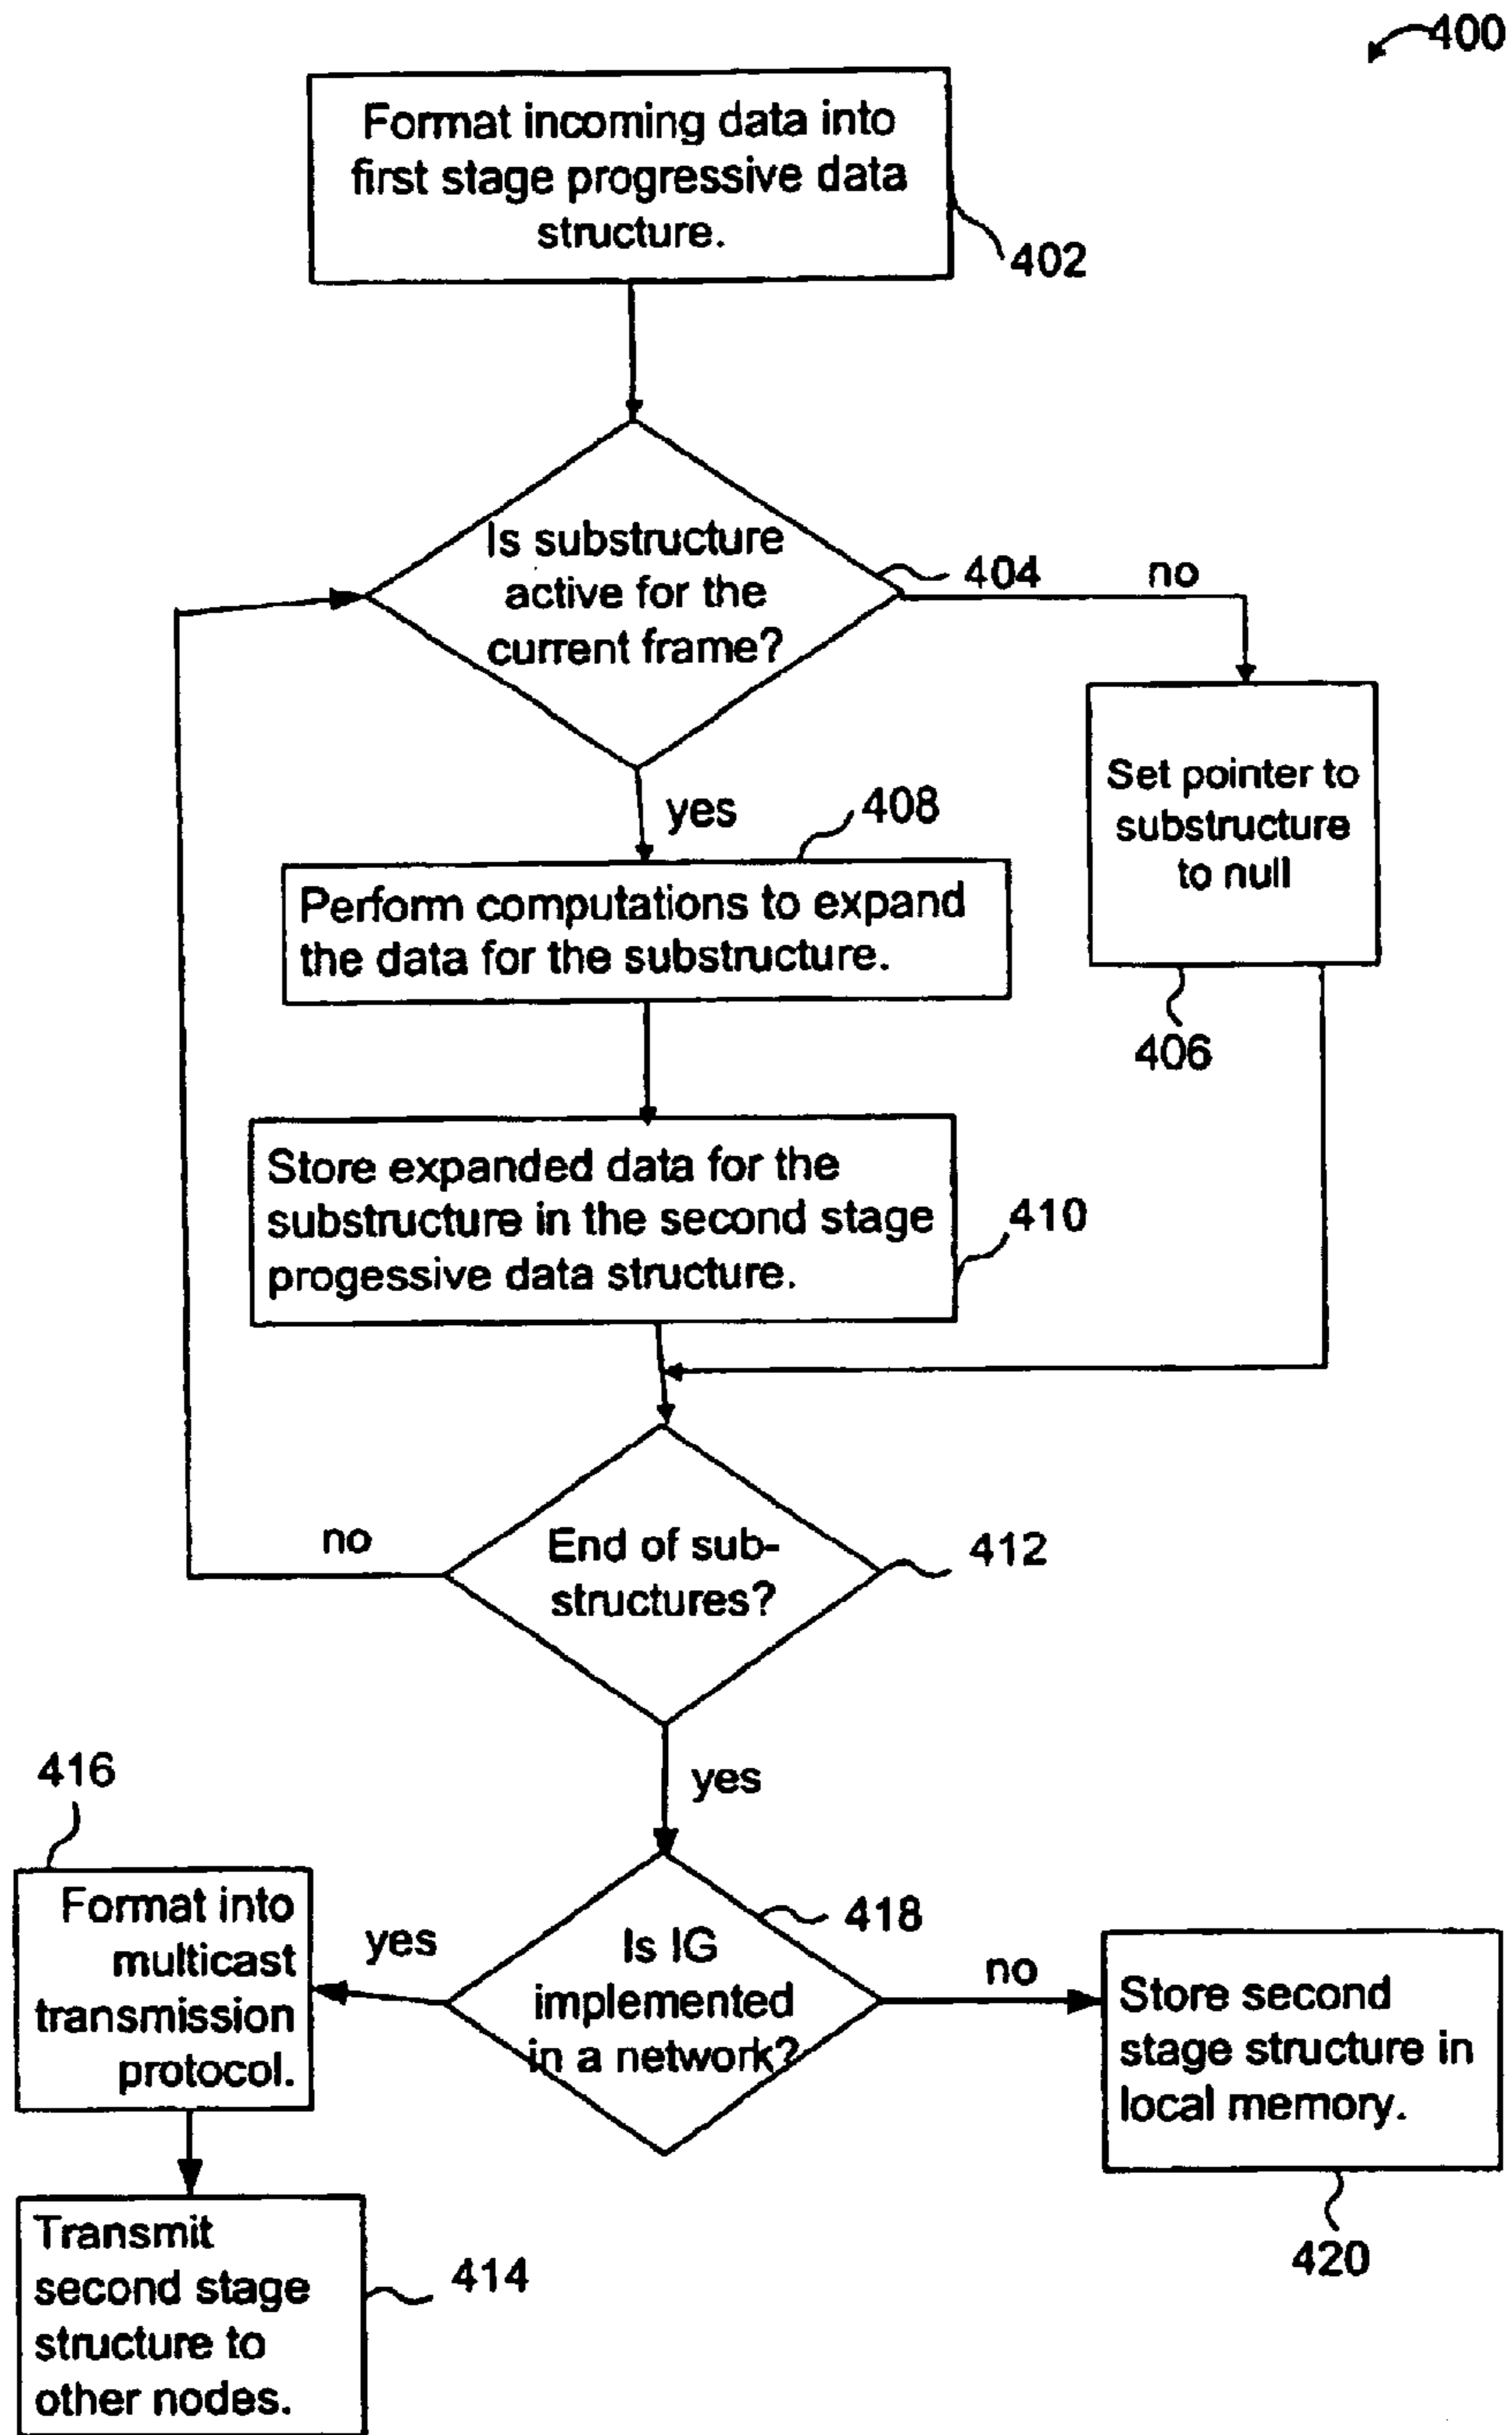 400
Format incoming data into
first stage progressive data
structure.
402
Is substructure
active for the
current frame?
404
no
Set pointer to
substructure
to null
406
yes
408
Perform computations to expand
the data for the substructure.
Store expanded data for the
substructure in the second stage
progessive data structure.
410
no
End of sub-
structures?
412
yes
416
Format into
multicast
transmission
protocol.
yes
Is IG
implemented
in a network?
418
no
Store second
stage structure in
local memory.
420
Transmit
second stage
structure to
other nodes.
414